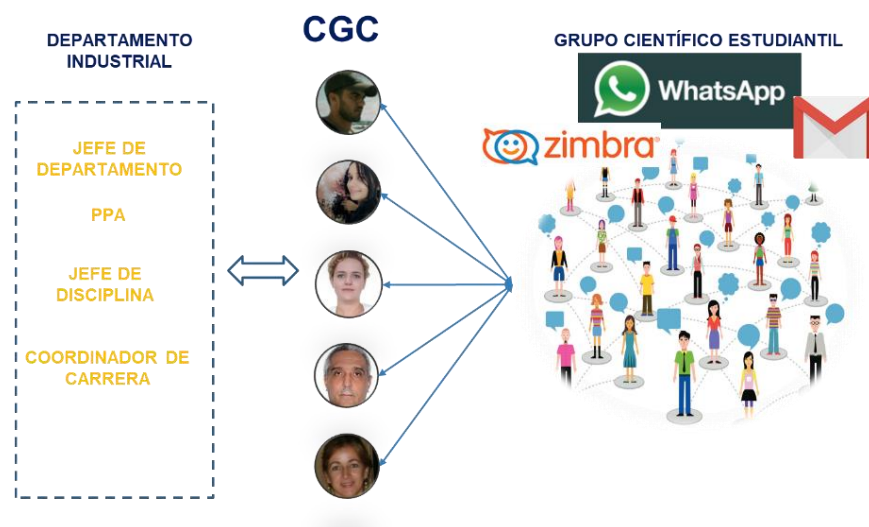 DEPARTAMENTO
INDUSTRIAL
JEFE DE
DEPARTAMENTO
PPA
JEFE DE
DISCIPLINA
COORDINADOR DE
CARRERA
CGC
GRUPO CIENTÍFICO ESTUDIANTIL
WhatsApp
zimbra